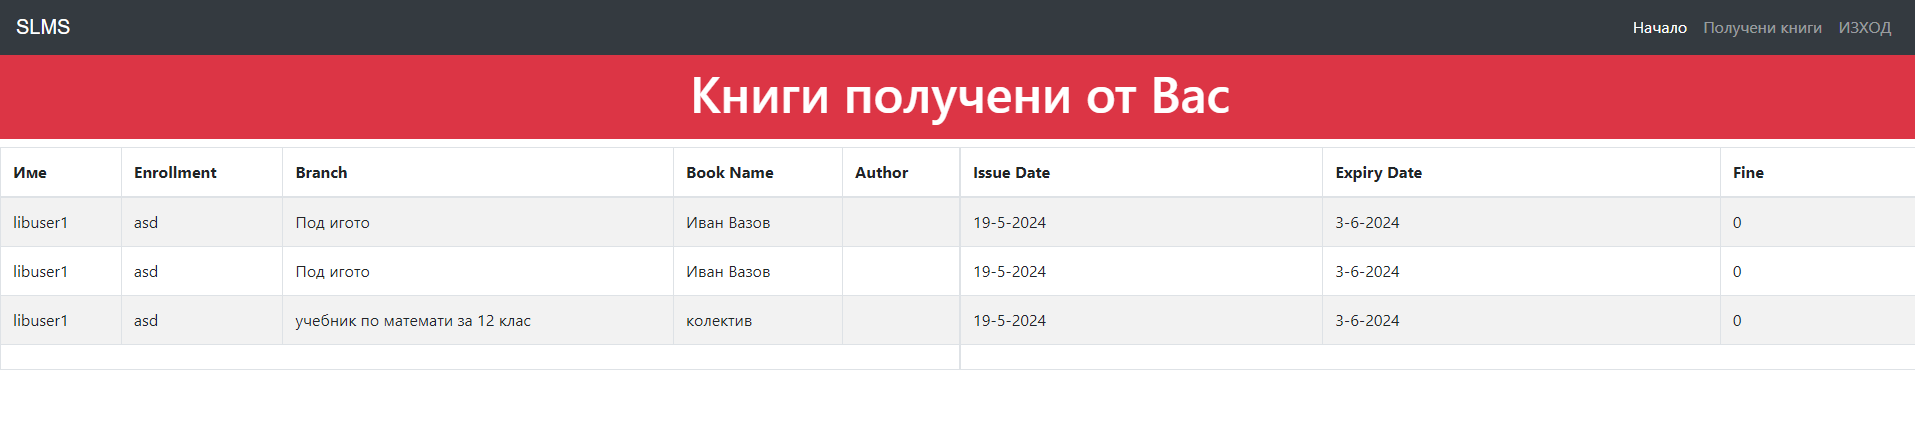 SLMS Начало Получени книги ИЗХОД
Книги получени от Вас
Име Enrollment Branch Book Name Author Issue Date Expiry Date Fine
libuser1 asd Под игото Иван Вазов 19-5-2024 3-6-2024 0
libuser1 asd Под игото Иван Вазов 19-5-2024 3-6-2024 0
libuser1 asd учебник по математи за 12 клас колектив 19-5-2024 3-6-2024 0